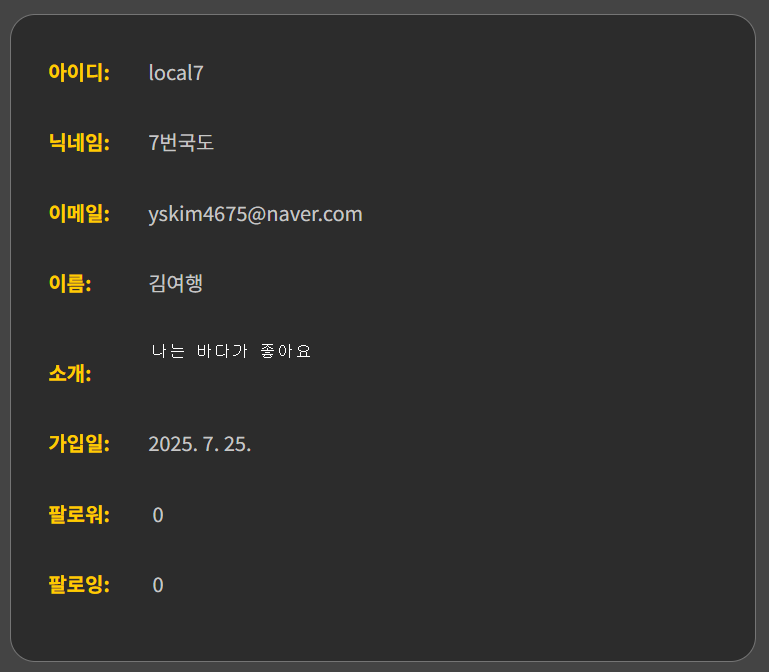 아이디: local7
닉네임: 7번국도
이메일: yskim4675@naver.com
이름: 김여행
소개: 나는 바다가 좋아요
가입일: 2025. 7. 25.
팔로워: 0
팔로잉: 0